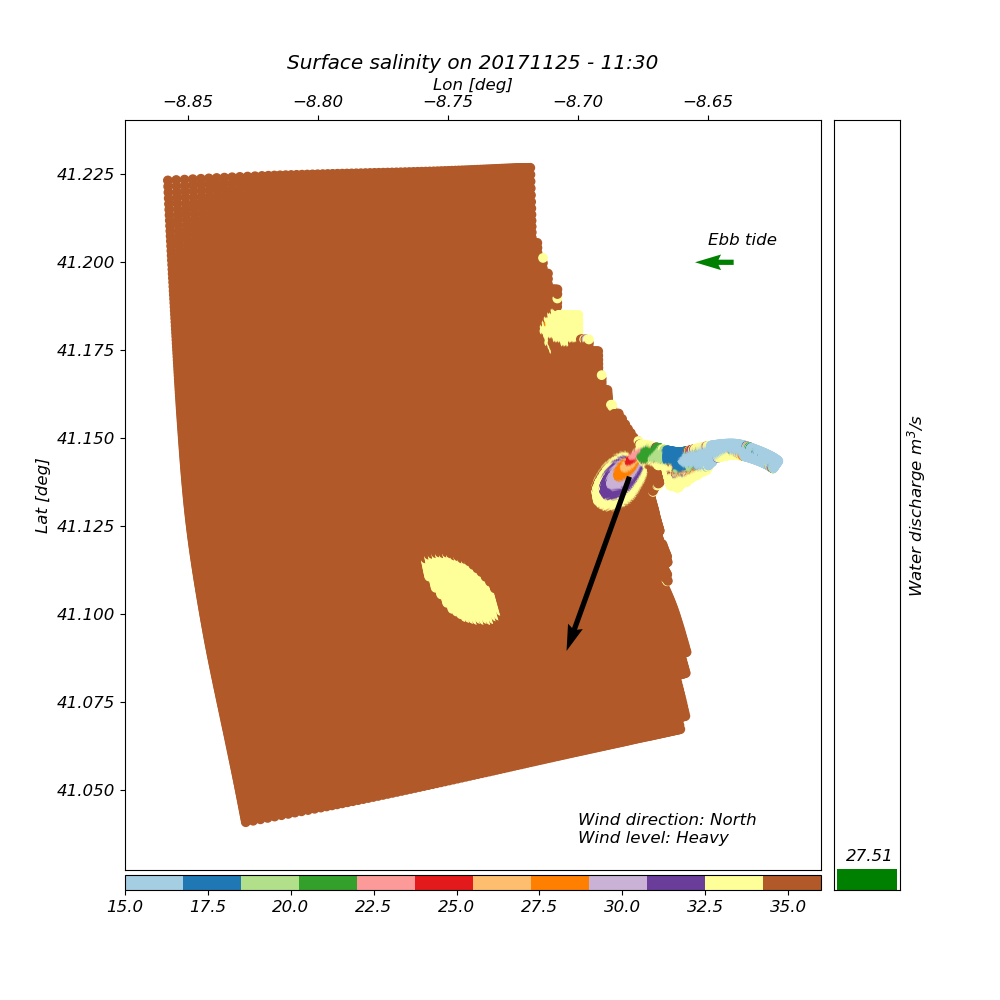 Surface salinity on 20171125 - 11:30
Lon [deg]
−8.85 −8.80 −8.75 −8.70 −8.65
41.225
41.200
41.175
41.150
41.125
41.100
41.075
41.050
Lat [deg]
Ebb tide
Wind direction: North
Wind level: Heavy
15.0 17.5 20.0 22.5 25.0 27.5 30.0 32.5 35.0
27.51
Water discharge m³/s